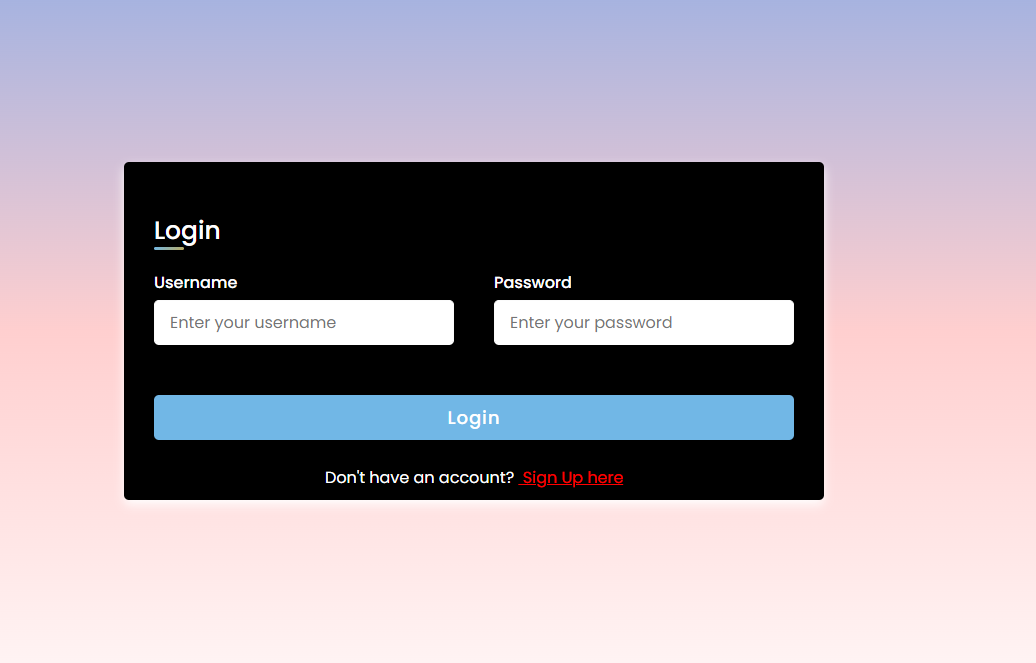 Login
Username Password
Enter your username Enter your password
Login
Don't have an account? Sign Up here